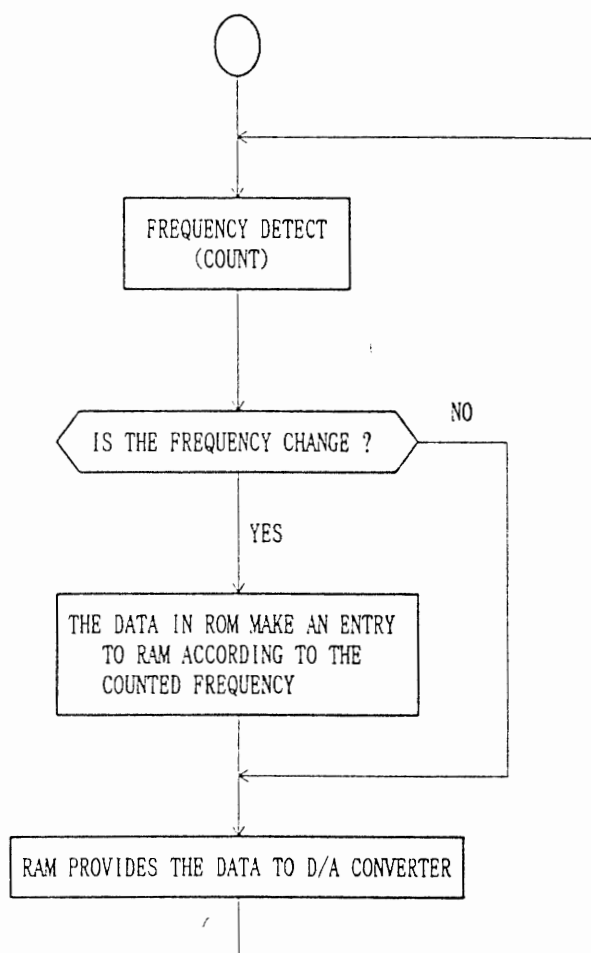 FREQUENCY DETECT
(COUNT)
IS THE FREQUENCY CHANGE ?
NO
YES
THE DATA IN ROM MAKE AN ENTRY
TO RAM ACCORDING TO THE
COUNTED FREQUENCY
RAM PROVIDES THE DATA TO D/A CONVERTER